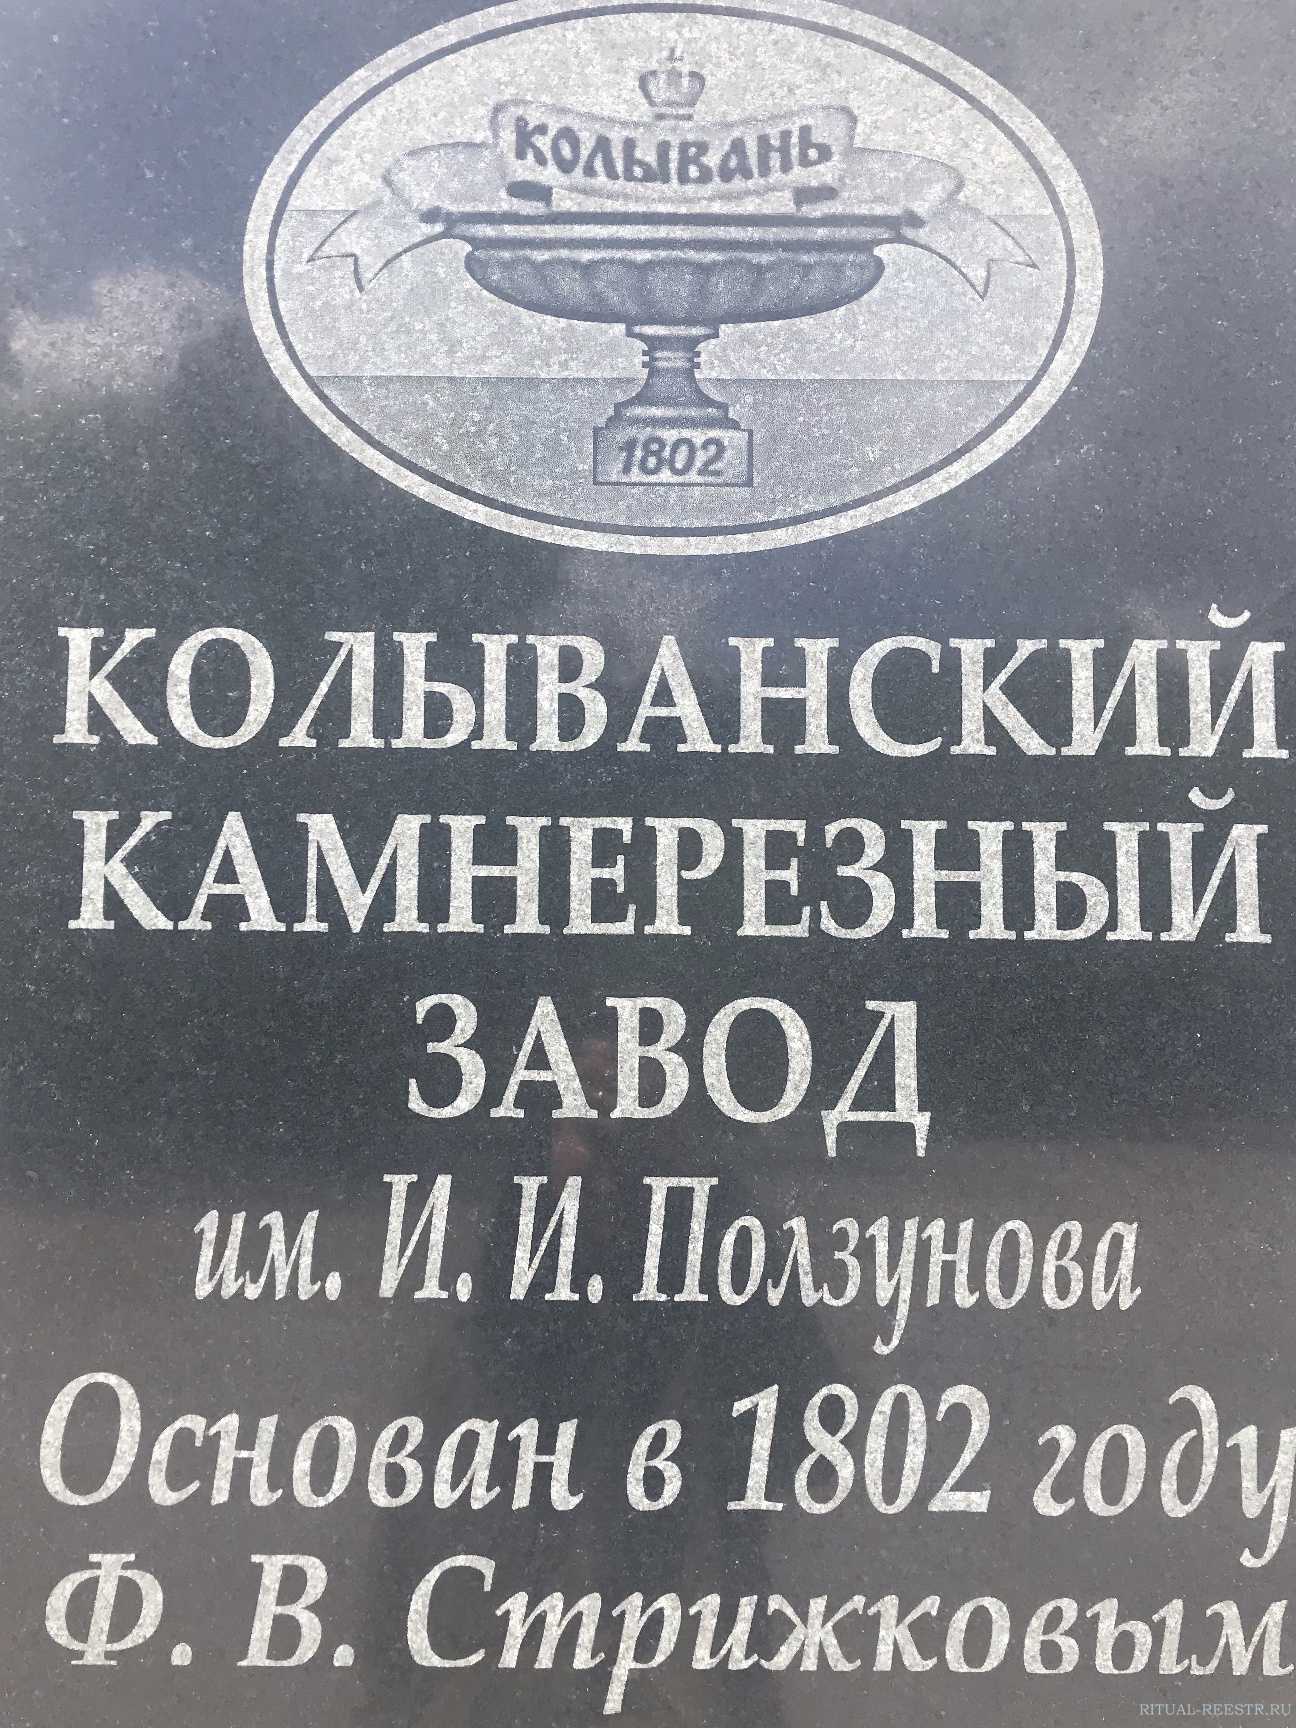 КОЛЫВАНЬ
1802
КОЛЫВАНСКИЙ
КАМНЕРЕЗНЫЙ
ЗАВОД
им. И. И. Ползунова
Основан в 1802 году
Ф. В. Стрижковым
RITUAL-REESTR.RU